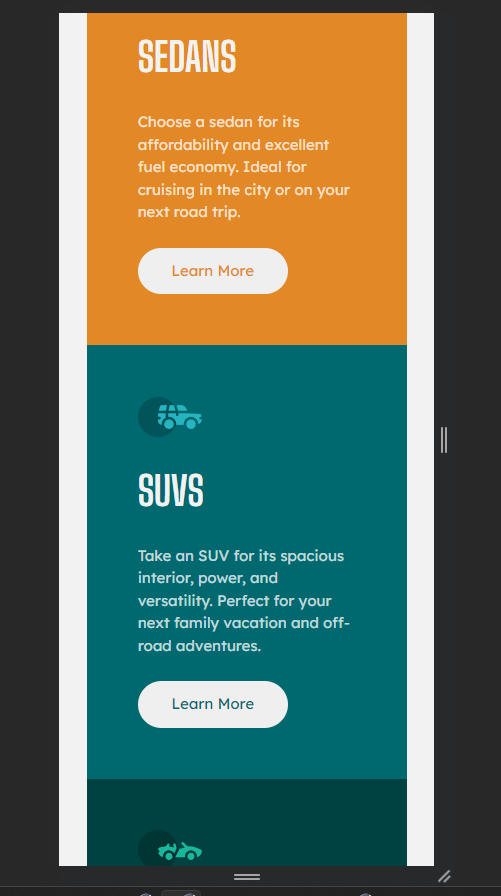 SEDANS
Choose a sedan for its
affordability and excellent
fuel economy. Ideal for
cruising in the city or on your
next road trip.
Learn More
SUVS
Take an SUV for its spacious
interior, power, and
versatility. Perfect for your
next family vacation and off-
road adventures.
Learn More